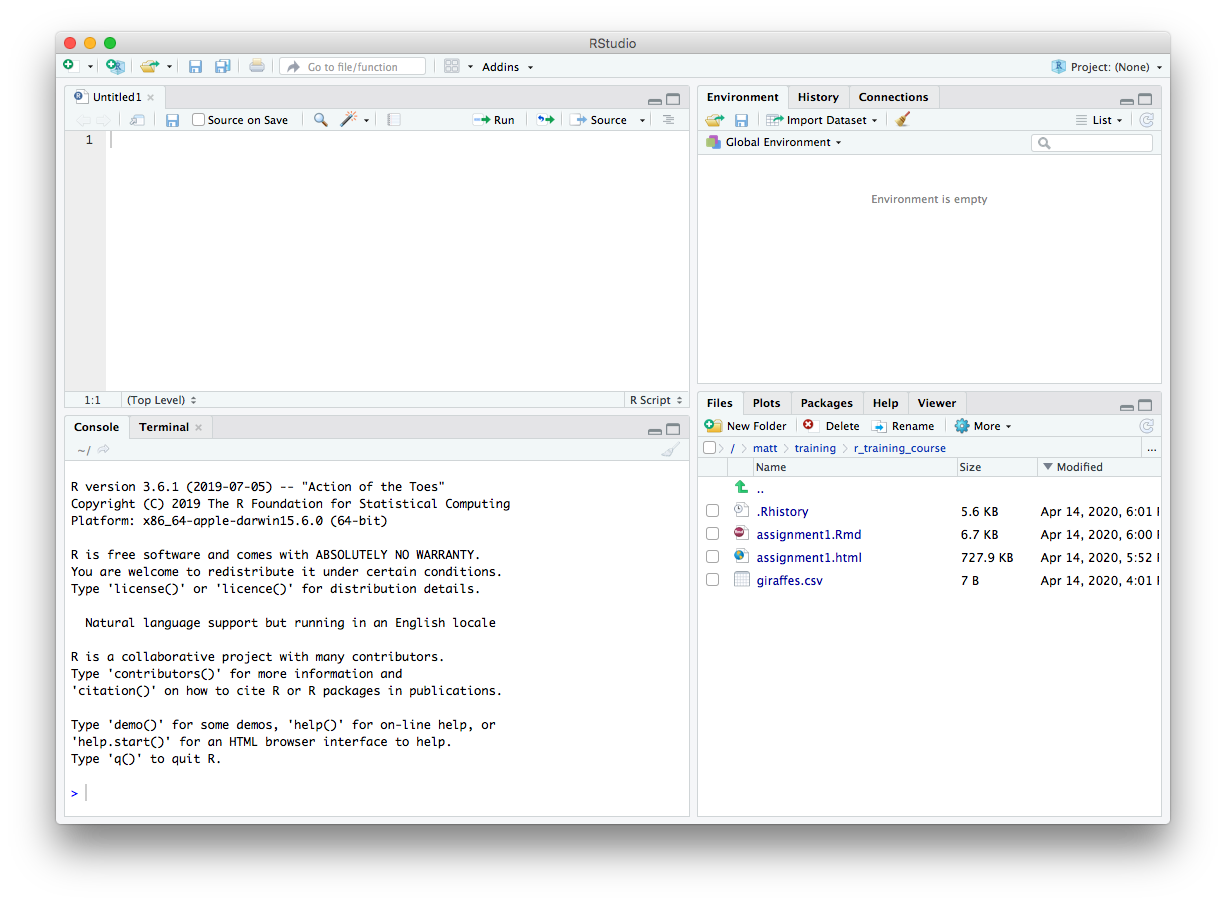 RStudio
Go to file/function
Addins
Project: (None)
Untitled1
Source on Save
Run
Source
1
1:1
(Top Level)
R Script
Console
Terminal
~/
R version 3.6.1 (2019-07-05) -- "Action of the Toes"
Copyright (C) 2019 The R Foundation for Statistical Computing
Platform: x86_64-apple-darwin15.6.0 (64-bit)
R is free software and comes with ABSOLUTELY NO WARRANTY.
You are welcome to redistribute it under certain conditions.
Type 'license()' or 'licence()' for distribution details.
Natural language support but running in an English locale
R is a collaborative project with many contributors.
Type 'contributors()' for more information and
'citation()' on how to cite R or R packages in publications.
Type 'demo()' for some demos, 'help()' for on-line help, or
'help.start()' for an HTML browser interface to help.
Type 'q()' to quit R.
>
Environment History Connections
Import Dataset
List
Global Environment
Environment is empty
Files Plots Packages Help Viewer
New Folder Delete Rename More
/ matt training r_training_course ...
Name Size Modified
..
.Rhistory 5.6 KB Apr 14, 2020, 6:01
assignment1.Rmd 6.7 KB Apr 14, 2020, 6:00
assignment1.html 727.9 KB Apr 14, 2020, 5:52
giraffes.csv 7 B Apr 14, 2020, 4:01